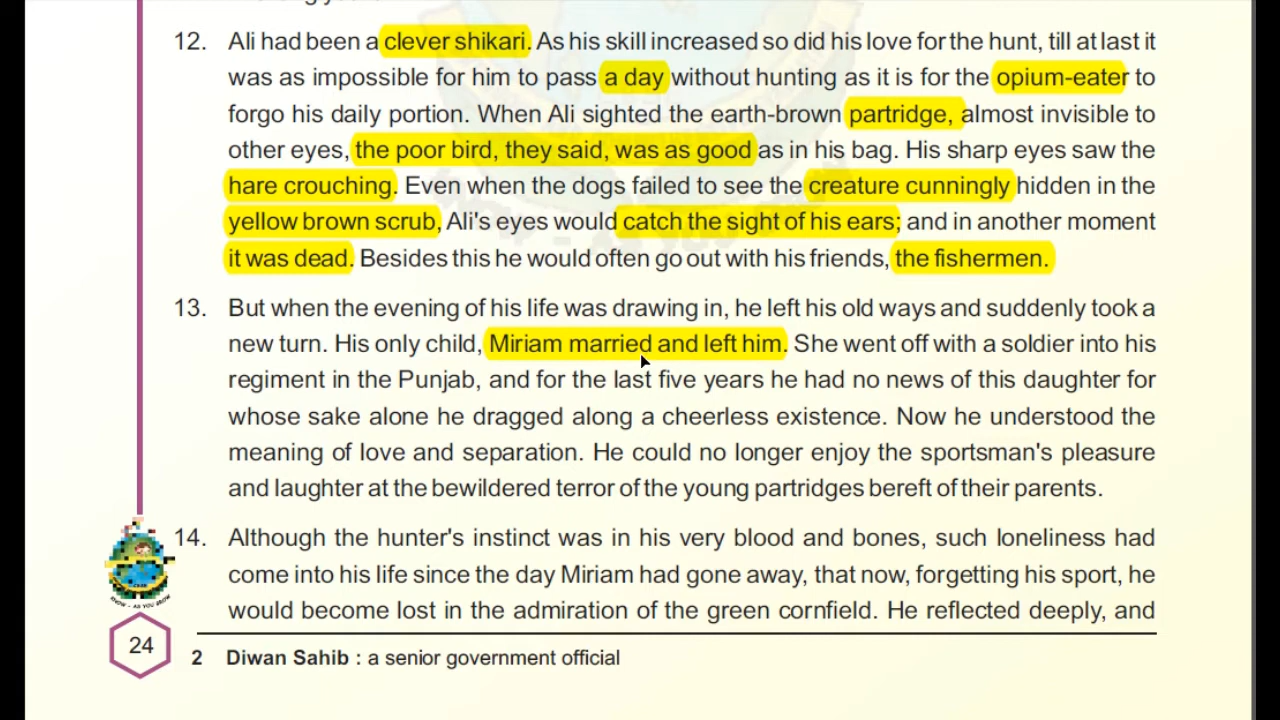 12. Ali had been a clever shikari. As his skill increased so did his love for the hunt, till at last it
was as impossible for him to pass a day without hunting as it is for the opium-eater to
forgo his daily portion. When Ali sighted the earth-brown partridge, almost invisible to
other eyes, the poor bird, they said, was as good as in his bag. His sharp eyes saw the
hare crouching. Even when the dogs failed to see the creature cunningly hidden in the
yellow brown scrub, Ali's eyes would catch the sight of his ears; and in another moment
it was dead. Besides this he would often go out with his friends, the fishermen.
13. But when the evening of his life was drawing in, he left his old ways and suddenly took a
new turn. His only child, Miriam married and left him. She went off with a soldier into his
regiment in the Punjab, and for the last five years he had no news of this daughter for
whose sake alone he dragged along a cheerless existence. Now he understood the
meaning of love and separation. He could no longer enjoy the sportsman's pleasure
and laughter at the bewildered terror of the young partridges bereft of their parents.
14. Although the hunter's instinct was in his very blood and bones, such loneliness had
come into his life since the day Miriam had gone away, that now, forgetting his sport, he
would become lost in the admiration of the green cornfield. He reflected deeply, and
24
2 Diwan Sahib : a senior government official